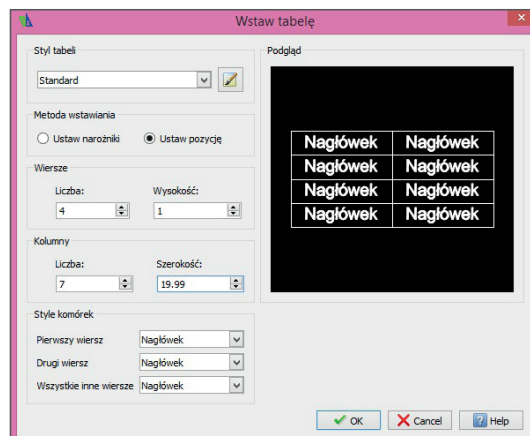 Wstaw tabelę
Styl tabeli
Standard
Metoda wstawiania
Ustaw narożniki
Ustaw pozycję
Wiersze
Liczba:
Wysokość:
4
1
Kolumny
Liczba:
Szerokość:
7
19.99
Style komórek
Pierwszy wiersz
Nagłówek
Drugi wiersz
Nagłówek
Wszystkie inne wiersze
Nagłówek
Podgląd
Nagłówek Nagłówek
Nagłówek Nagłówek
Nagłówek Nagłówek
Nagłówek Nagłówek
OK
Cancel
Help